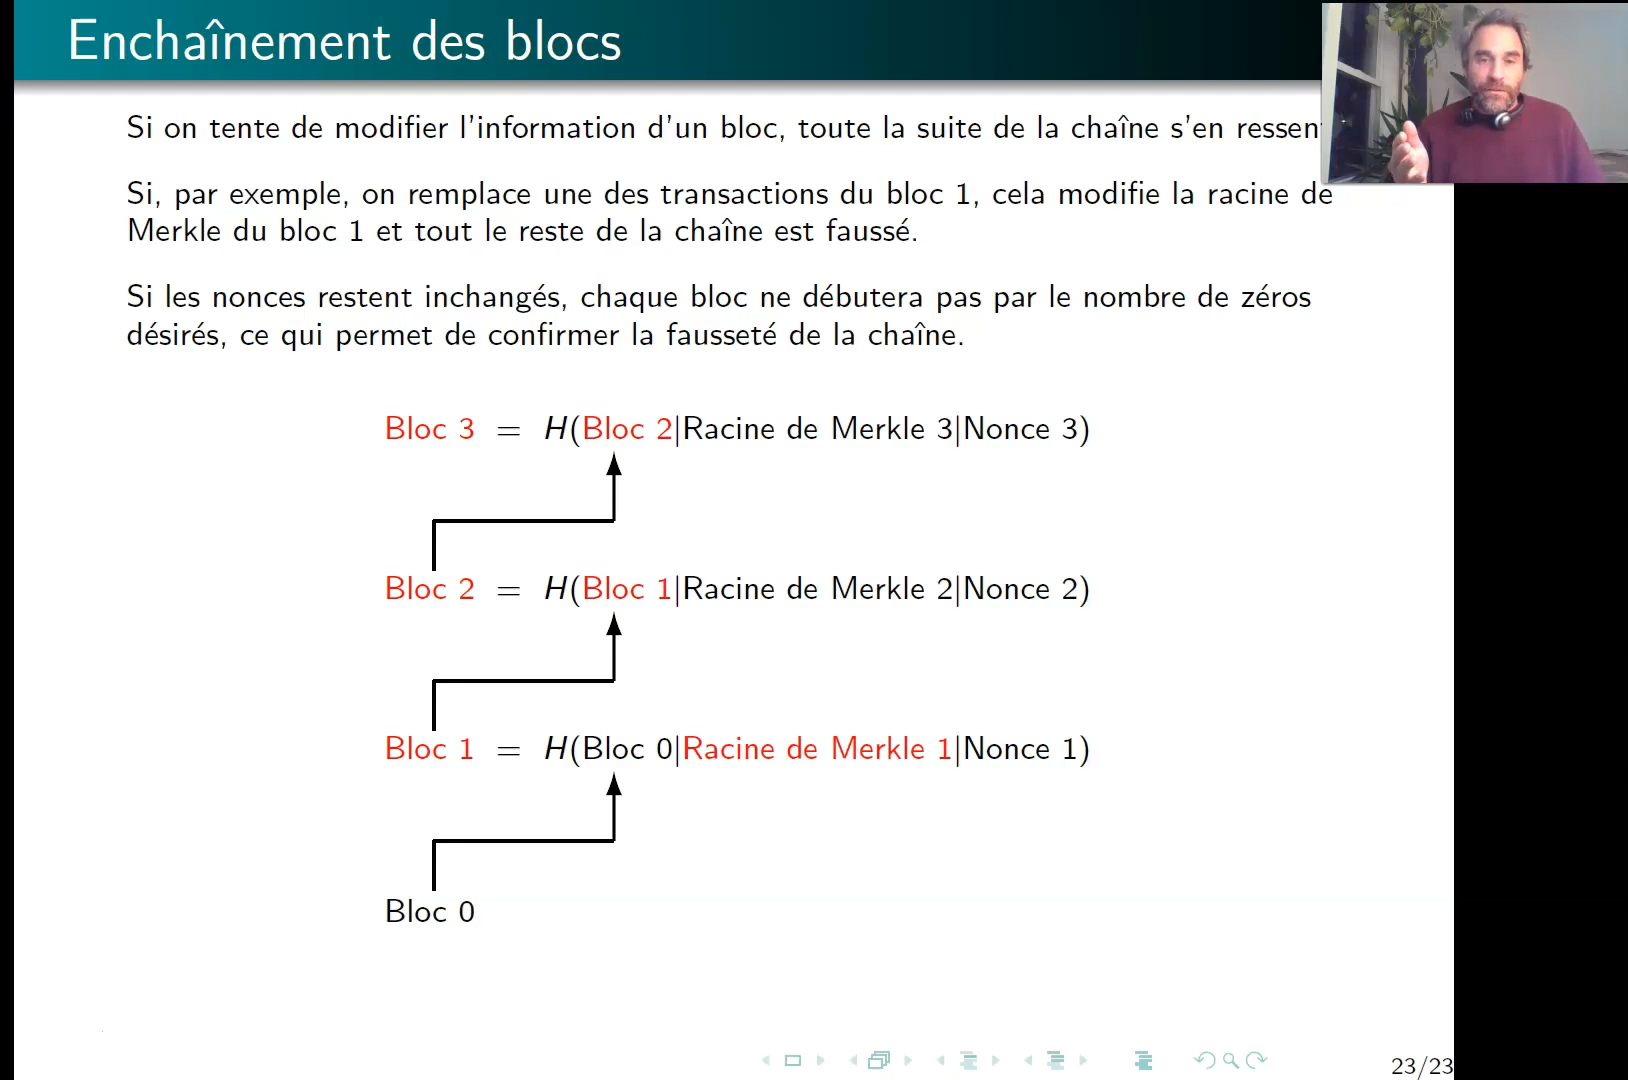 Enchaînement des blocs
Si on tente de modifier l'information d'un bloc, toute la suite de la chaîne s'en ressent
Si, par exemple, on remplace une des transactions du bloc 1, cela modifie la racine de
Merkle du bloc 1 et tout le reste de la chaîne est faussé.
Si les nonces restent inchangés, chaque bloc ne débutera pas par le nombre de zéros
désirés, ce qui permet de confirmer la fausseté de la chaîne.
Bloc 3 = H(Bloc 2|Racine de Merkle 3|Nonce 3)
Bloc 2 = H(Bloc 1|Racine de Merkle 2|Nonce 2)
Bloc 1 = H(Bloc 0|Racine de Merkle 1|Nonce 1)
Bloc 0
23/23